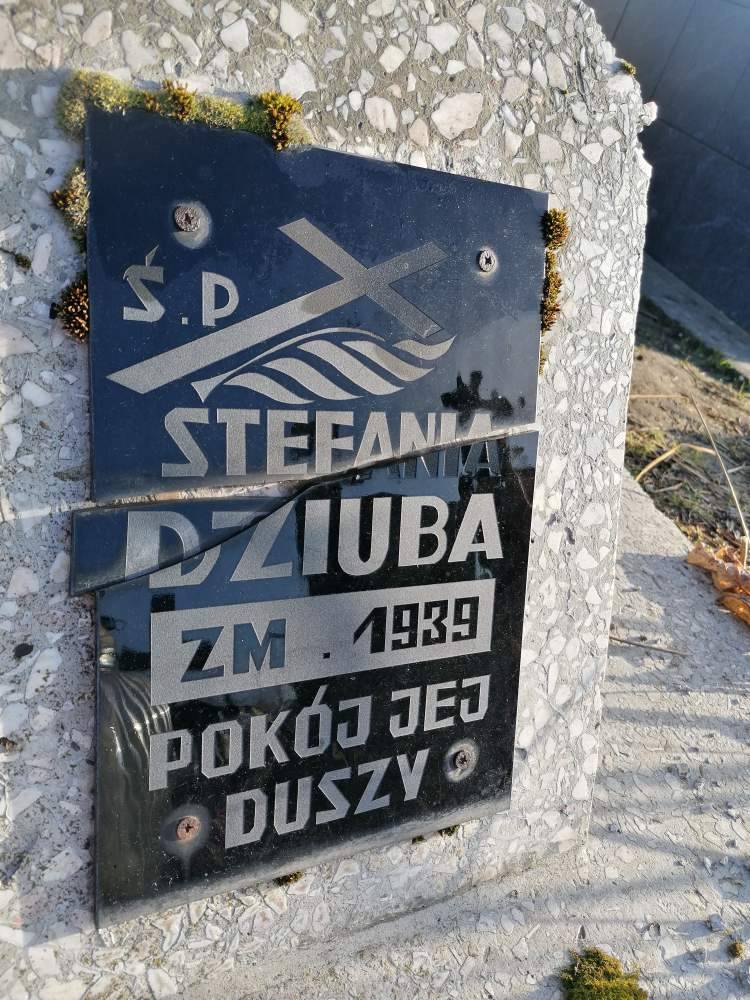 Ś.P
STEFANIA
DZIUBA
ZM. 1939
POKÓJ JEJ
DUSZY